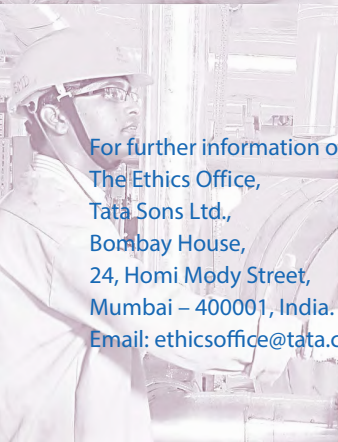 For further information o
The Ethics Office,
Tata Sons Ltd.,
Bombay House,
24, Homi Mody Street,
Mumbai – 400001, India.
Email: ethicsoffice@tata.c